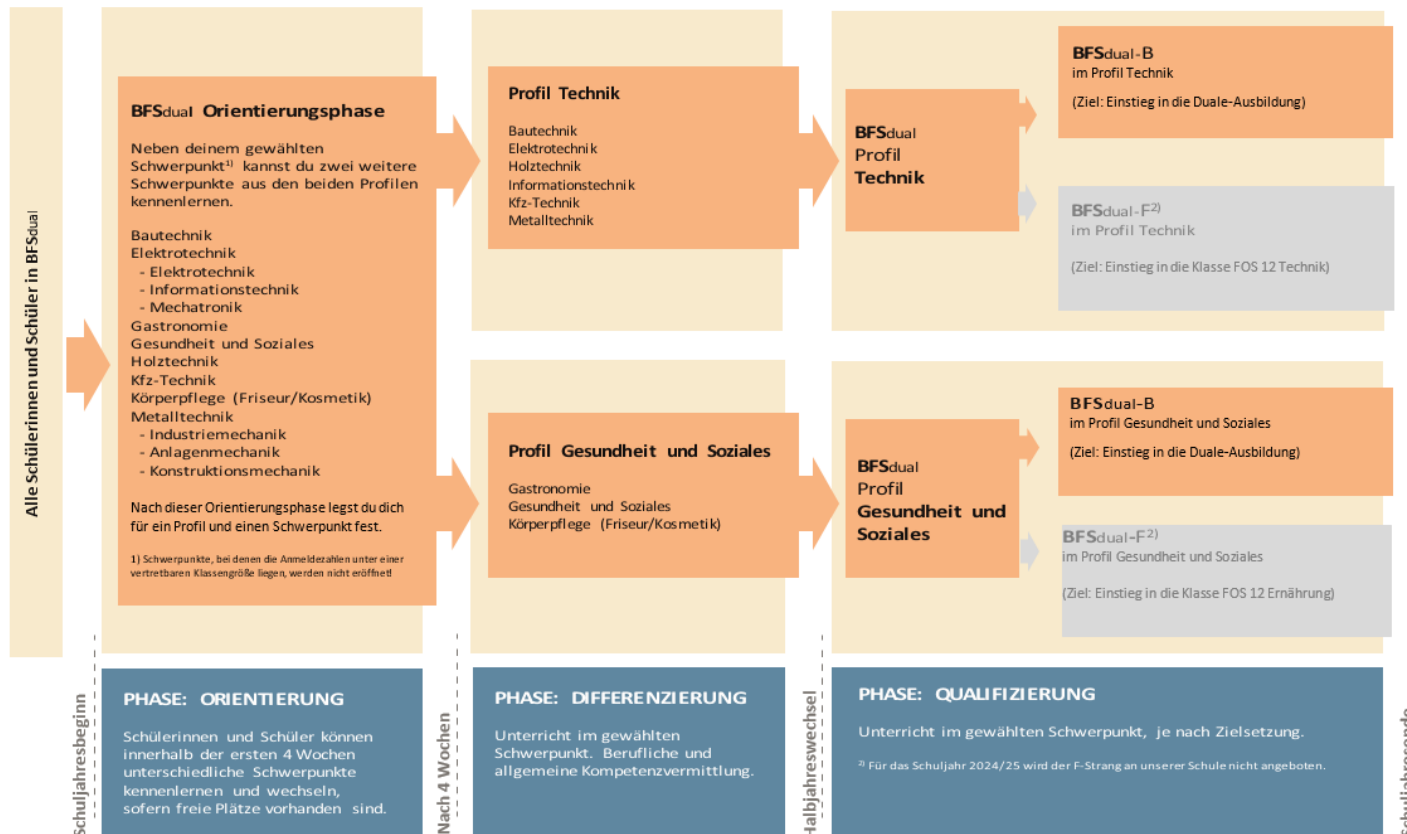 Alle Schülerinnen und Schüler in BFSdual
BFSdual Orientierungsphase
Neben deinem gewählten
Schwerpunkt1) kannst du zwei weitere
Schwerpunkte aus den beiden Profilen
kennenlernen.
Bautechnik
Elektrotechnik
- Elektrotechnik
- Informationstechnik
- Mechatronik
Gastronomie
Gesundheit und Soziales
Holztechnik
Kfz-Technik
Körperpflege (Friseur/Kosmetik)
Metalltechnik
- Industriemechanik
- Anlagenmechanik
- Konstruktionsmechanik
Nach dieser Orientierungsphase legst du dich
für ein Profil und einen Schwerpunkt fest.
1) Schwerpunkte, bei denen die Anmeldezahlen unter einer
vertretbaren Klassengröße liegen, werden nicht eröffnet!
Profil Technik
Bautechnik
Elektrotechnik
Holztechnik
Informationstechnik
Kfz-Technik
Metalltechnik
BFSdual
Profil
Technik
BFSdual-B
im Profil Technik
(Ziel: Einstieg in die Duale-Ausbildung)
BFSdual-F2)
im Profil Technik
(Ziel: Einstieg in die Klasse FOS 12 Technik)
Profil Gesundheit und Soziales
Gastronomie
Gesundheit und Soziales
Körperpflege (Friseur/Kosmetik)
BFSdual
Profil
Gesundheit und
Soziales
BFSdual-B
im Profil Gesundheit und Soziales
(Ziel: Einstieg in die Duale-Ausbildung)
BFSdual-F2)
im Profil Gesundheit und Soziales
(Ziel: Einstieg in die Klasse FOS 12 Ernährung)
Schuljahresbeginn
PHASE: ORIENTIERUNG
Schülerinnen und Schüler können
innerhalb der ersten 4 Wochen
unterschiedliche Schwerpunkte
kennenlernen und wechseln,
sofern freie Plätze vorhanden sind.
Nach 4 Wochen
PHASE: DIFFERENZIERUNG
Unterricht im gewählten
Schwerpunkt. Berufliche und
allgemeine Kompetenzvermittlung.
Halbjahreswechsel
PHASE: QUALIFIZIERUNG
Unterricht im gewählten Schwerpunkt, je nach Zielsetzung.
2) Für das Schuljahr 2024/25 wird der F-Strang an unserer Schule nicht angeboten.
Schuljahresende